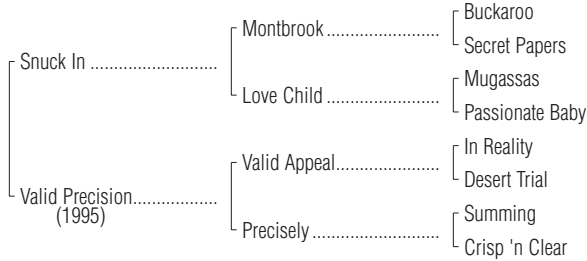 Buckaroo
Montbrook
Secret Papers
Snuck In
Mugassas
Love Child
Passionate Baby
In Reality
Valid Appeal
Desert Trial
Valid Precision
(1995)
Summing
Precisely
Crisp 'n Clear